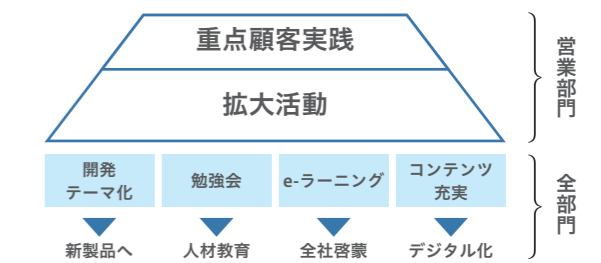 重点顧客実践
拡大活動
営業部門
開発
テーマ化
勉強会
e-ラーニング
コンテンツ
充実
新製品へ
人材教育
全社啓蒙
デジタル化
全部門